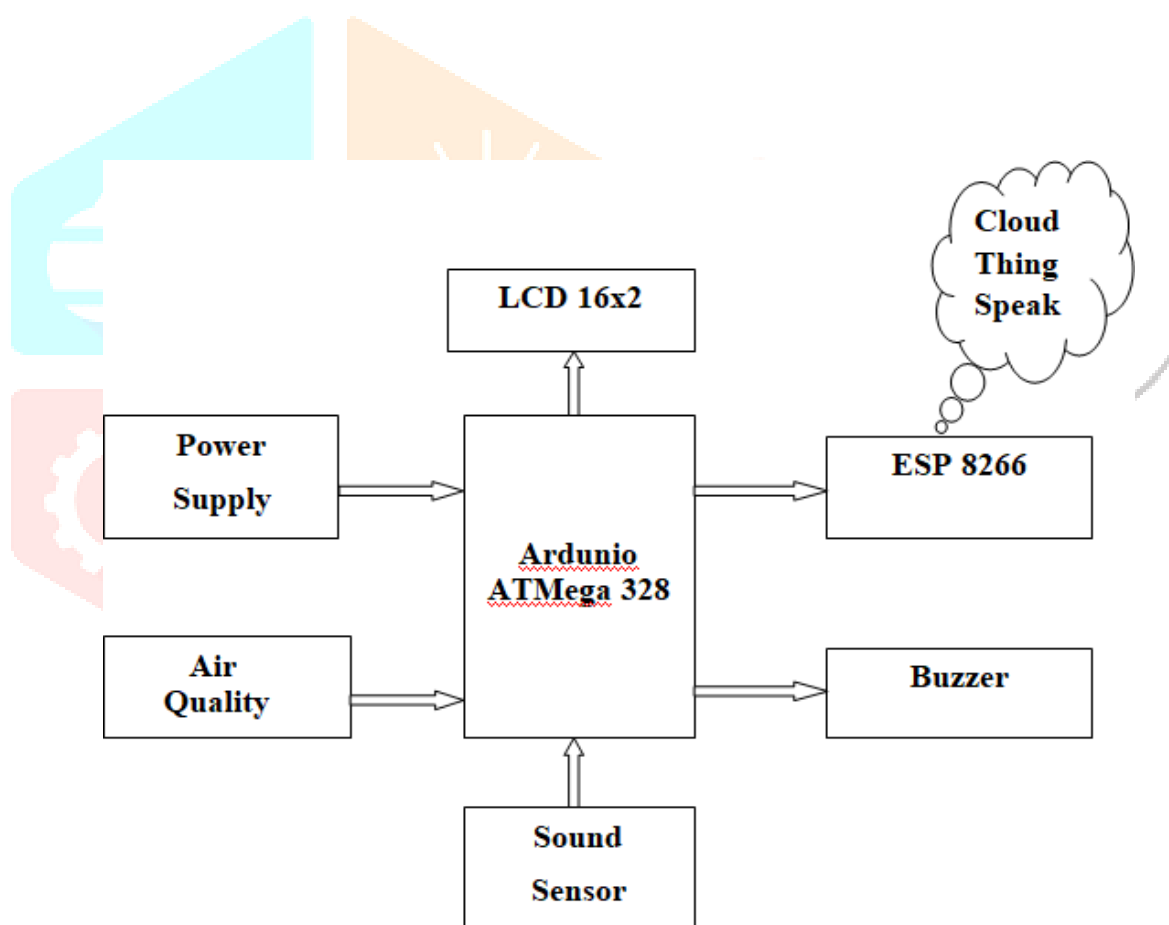 Cloud
Thing
Speak
LCD 16x2
Power
Supply
ESP 8266
Ardunio
ATMega 328
Air
Quality
Buzzer
Sound
Sensor